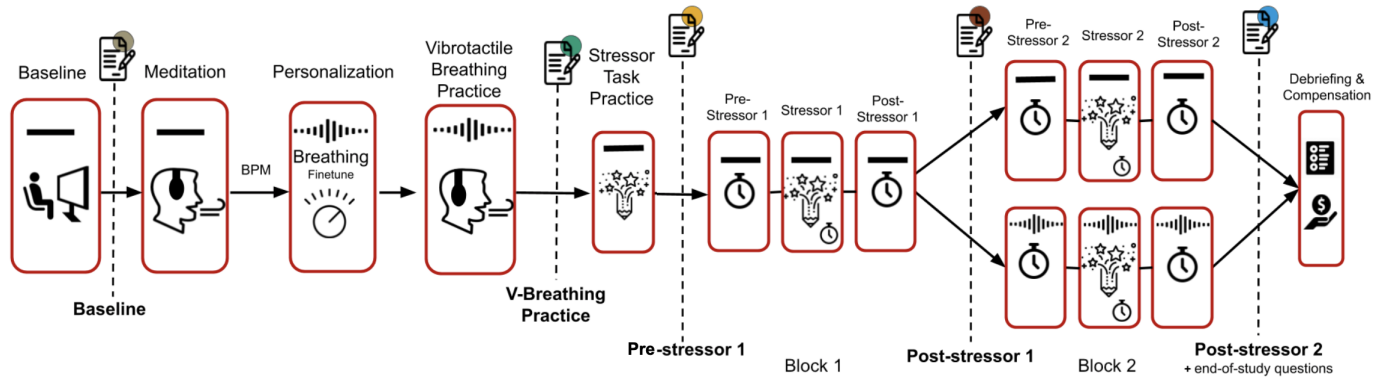 Baseline
Meditation
Personalization
Vibrotactile
Breathing
Practice
Stressor
Task
Practice
Pre-
Stressor 1
Stressor 1
Post-
Stressor 1
Pre-
Stressor 2
Stressor 2
Post-
Stressor 2
Debriefing &
Compensation
BPM
Breathing
Finetune
Baseline
V-Breathing
Practice
Pre-stressor 1
Block 1
Post-stressor 1
Block 2
Post-stressor 2
+ end-of-study questions